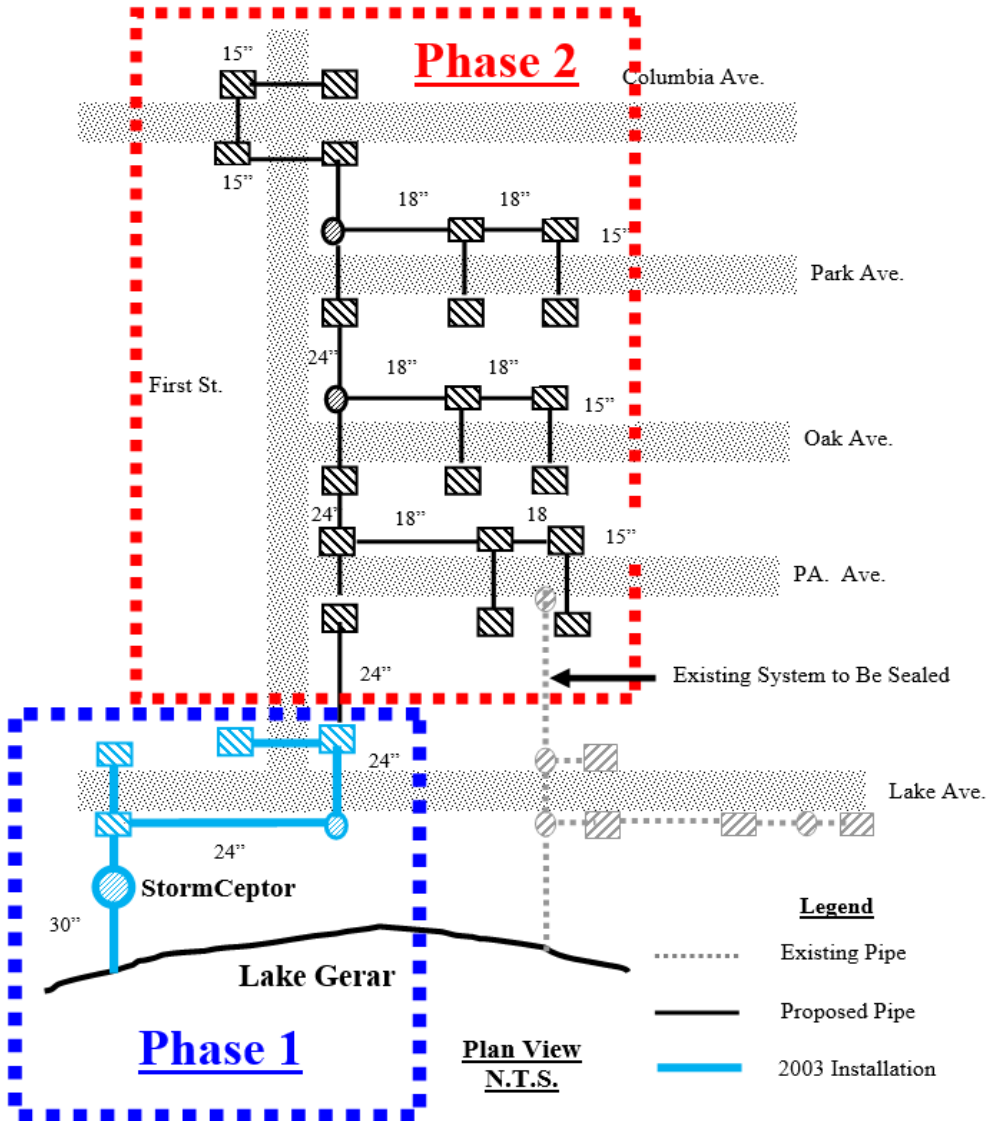 15”
Phase 2
Columbia Ave.
15”
18” 18”
15”
Park Ave.
24”
18” 18”
First St.
15”
Oak Ave.
24”
18” 18
15”
PA. Ave.
24”
Existing System to Be Sealed
24”
Lake Ave.
24”
StormCeptor
30”
Lake Gerar
Legend
Existing Pipe
Proposed Pipe
2003 Installation
Phase 1
Plan View
N.T.S.